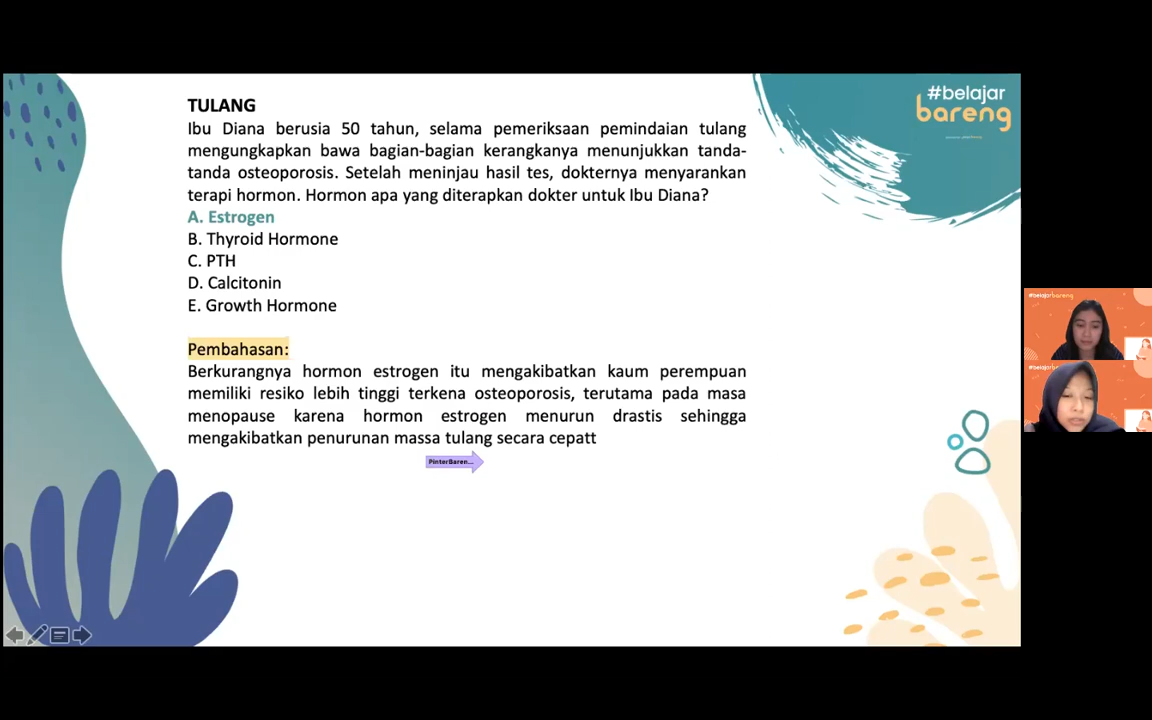 TULANG
Ibu Diana berusia 50 tahun, selama pemeriksaan pemindaian tulang
mengungkapkan bawa bagian-bagian kerangkanya menunjukkan tanda-
tanda osteoporosis. Setelah meninjau hasil tes, dokternya menyarankan
terapi hormon. Hormon apa yang diterapkan dokter untuk Ibu Diana?
A. Estrogen
B. Thyroid Hormone
C. PTH
D. Calcitonin
E. Growth Hormone
Pembahasan:
Berkurangnya hormon estrogen itu mengakibatkan kaum perempuan
memiliki resiko lebih tinggi terkena osteoporosis, terutama pada masa
menopause karena hormon estrogen menurun drastis sehingga
mengakibatkan penurunan massa tulang secara cepatt
PinterBaren...
#belajar
bareng
#belajarbareng